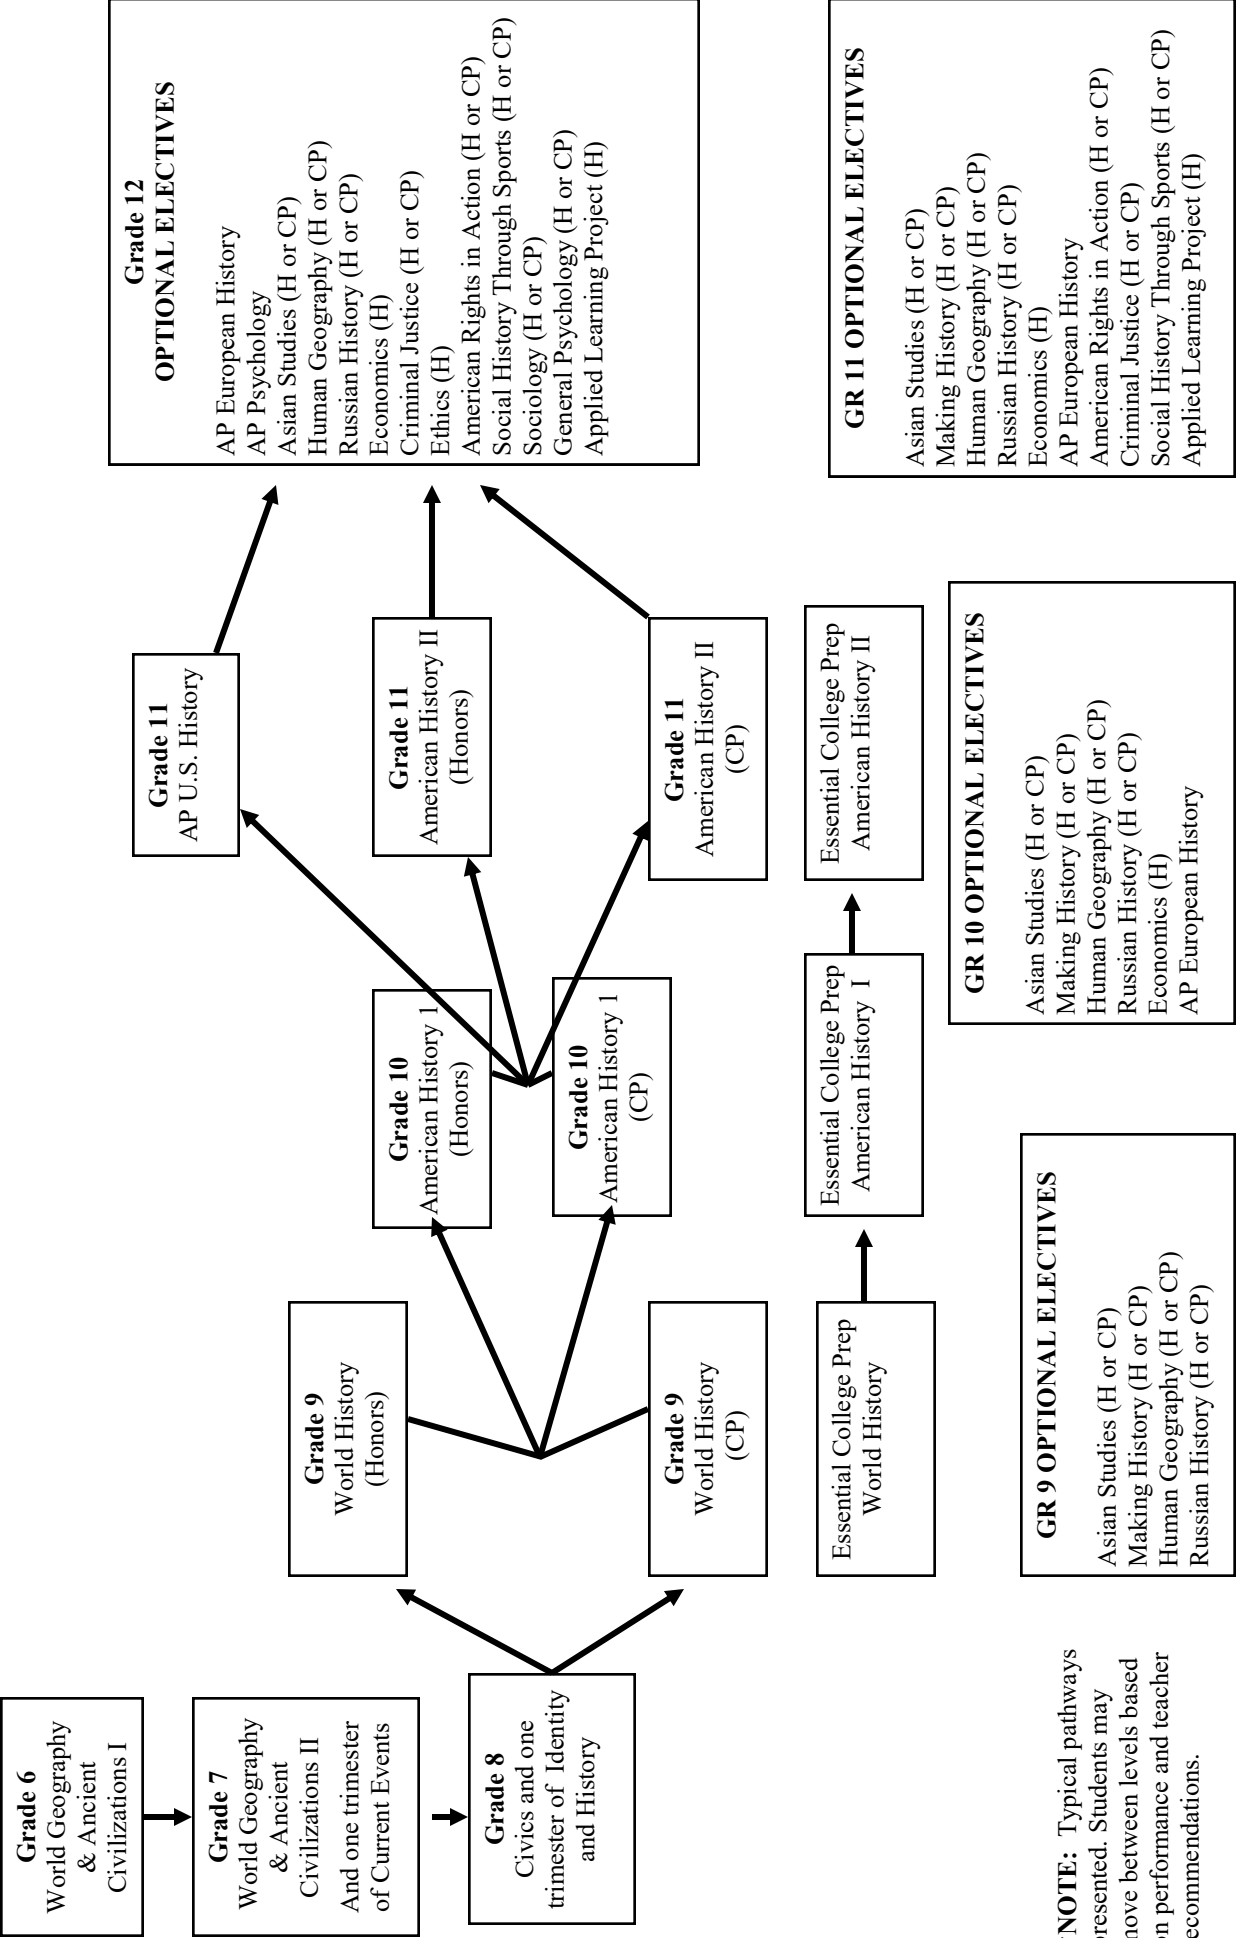 Grade 6
World Geography
& Ancient
Civilizations I
Grade 7
World Geography
& Ancient
Civilizations II
And one trimester
of Current Events
Grade 8
Civics and one
trimester of Identity
and History
Grade 9
World History
(Honors)
Grade 9
World History
(CP)
Essential College Prep
World History
Grade 10
American History 1
(Honors)
Grade 10
American History 1
(CP)
Essential College Prep
American History I
Grade 11
AP U.S. History
Grade 11
American History II
(Honors)
Grade 11
American History II
(CP)
Essential College Prep
American History II
Grade 12
OPTIONAL ELECTIVES
AP European History
AP Psychology
Asian Studies (H or CP)
Human Geography (H or CP)
Russian History (H or CP)
Economics (H)
Criminal Justice (H or CP)
Ethics (H)
American Rights in Action (H or CP)
Social History Through Sports (H or CP)
Sociology (H or CP)
General Psychology (H or CP)
Applied Learning Project (H)
NOTE: Typical pathways
presented. Students may
move between levels based
on performance and teacher
recommendations.
GR 9 OPTIONAL ELECTIVES
Asian Studies (H or CP)
Making History (H or CP)
Human Geography (H or CP)
Russian History (H or CP)
GR 10 OPTIONAL ELECTIVES
Asian Studies (H or CP)
Making History (H or CP)
Human Geography (H or CP)
Russian History (H or CP)
Economics (H)
AP European History
GR 11 OPTIONAL ELECTIVES
Asian Studies (H or CP)
Making History (H or CP)
Human Geography (H or CP)
Russian History (H or CP)
Economics (H)
AP European History
American Rights in Action (H or CP)
Criminal Justice (H or CP)
Social History Through Sports (H or CP)
Applied Learning Project (H)